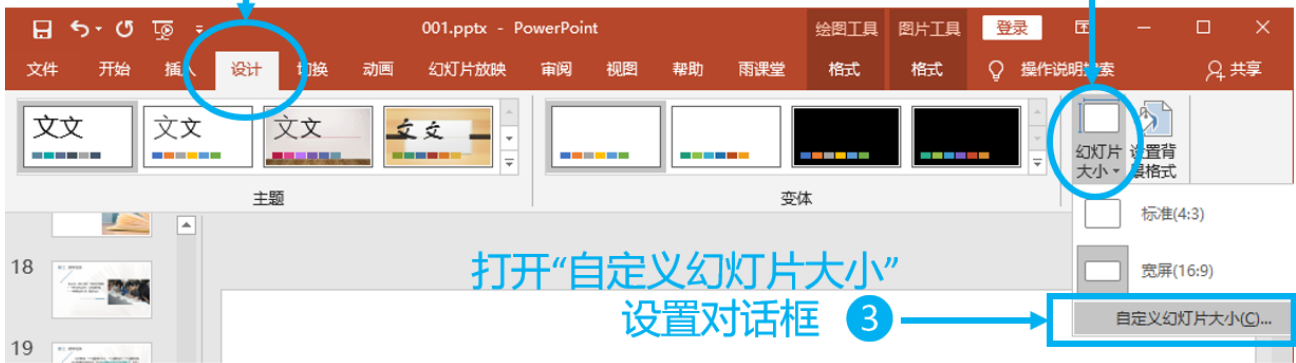 001.pptx - PowerPoint
绘图工具
图片工具
登录
文件
开始
插入
设计
切换
动画
幻灯片放映
审阅
视图
帮助
雨课堂
格式
格式
操作说明搜索
共享
文文
文文
文文
文文
主题
变体
幻灯片
大小
设置背
景格式
标准(4:3)
宽屏(16:9)
自定义幻灯片大小(C)...
18
19
打开“自定义幻灯片大小”
设置对话框 3